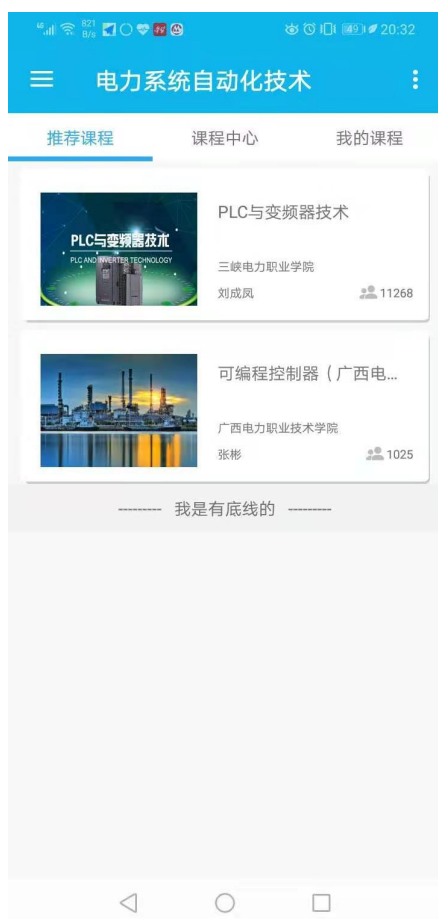 821
B/s
49
20:32
电力系统自动化技术
推荐课程
课程中心
我的课程
PLC与变频器技术
PLC AND INVERTER TECHNOLOGY
PLC与变频器技术
三峡电力职业学院
刘成凤
11268
可编程控制器（广西电...
广西电力职业技术学院
张彬
1025
--------- 我是有底线的 ---------